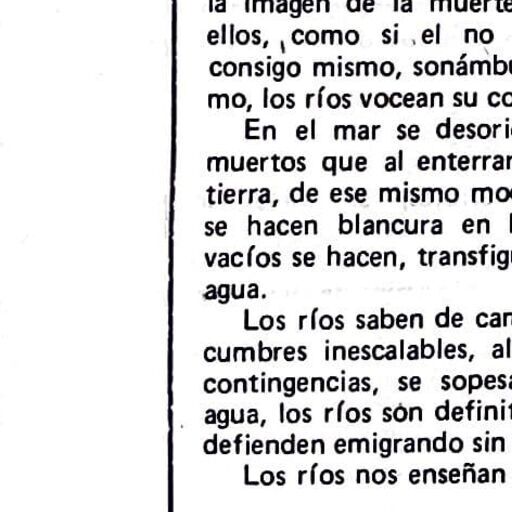 la imagen de la muerte
ellos, como si el no
consigo mismo, sonámbu
mo, los ríos vocean su co
En el mar se desori
muertos que al enterrar
tierra, de ese mismo mo
se hacen blancura en
vacíos se hacen, transfigu
agua.
Los ríos saben de
cumbres inescalables, al
contingencias, se sopesa
agua, los ríos són definit
defienden emigrando sin
Los ríos nos enseñan